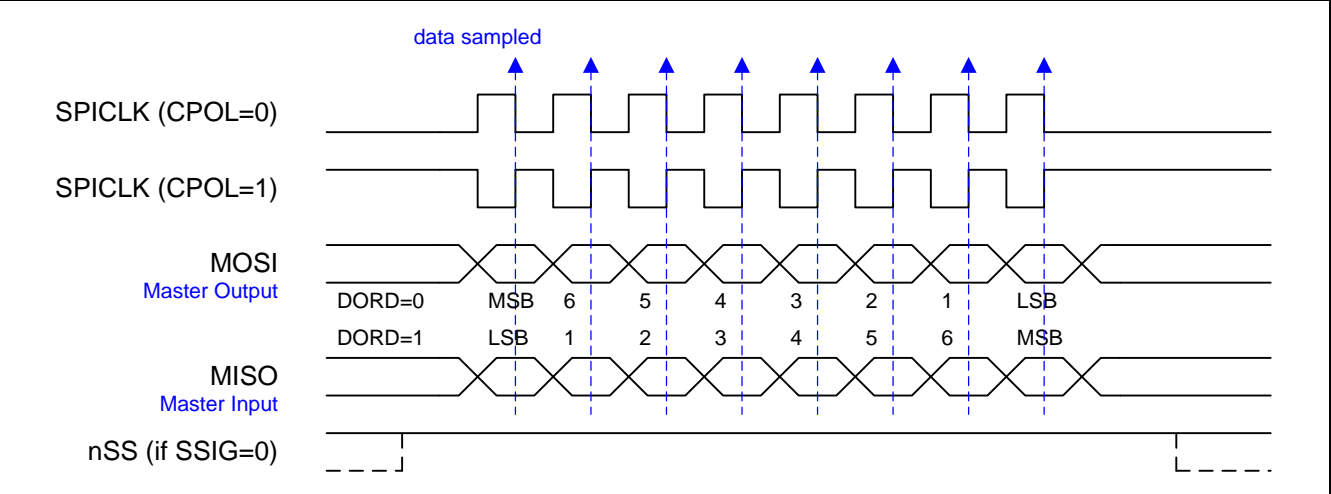 data sampled
SPICLK (CPOL=0)
SPICLK (CPOL=1)
MOSI
Master Output
DORD=0 MSB 6 5 4 3 2 1 LSB
DORD=1 LSB 1 2 3 4 5 6 MSB
MISO
Master Input
nSS (if SSIG=0)